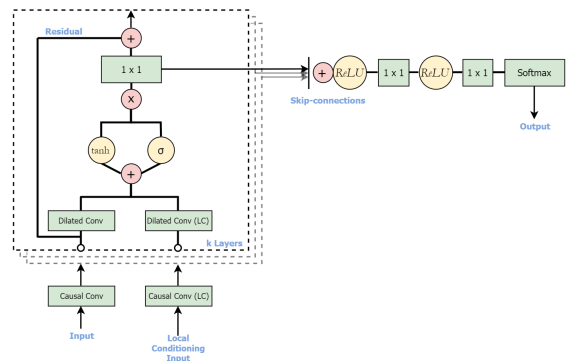 Residual
+
1 x 1
+
ReLU
1 x 1
ReLU
1 x 1
Softmax
x
Skip-connections
Output
tanh
σ
+
Dilated Conv
Dilated Conv (LC)
k Layers
Causal Conv
Causal Conv (LC)
Input
Local
Conditioning
Input